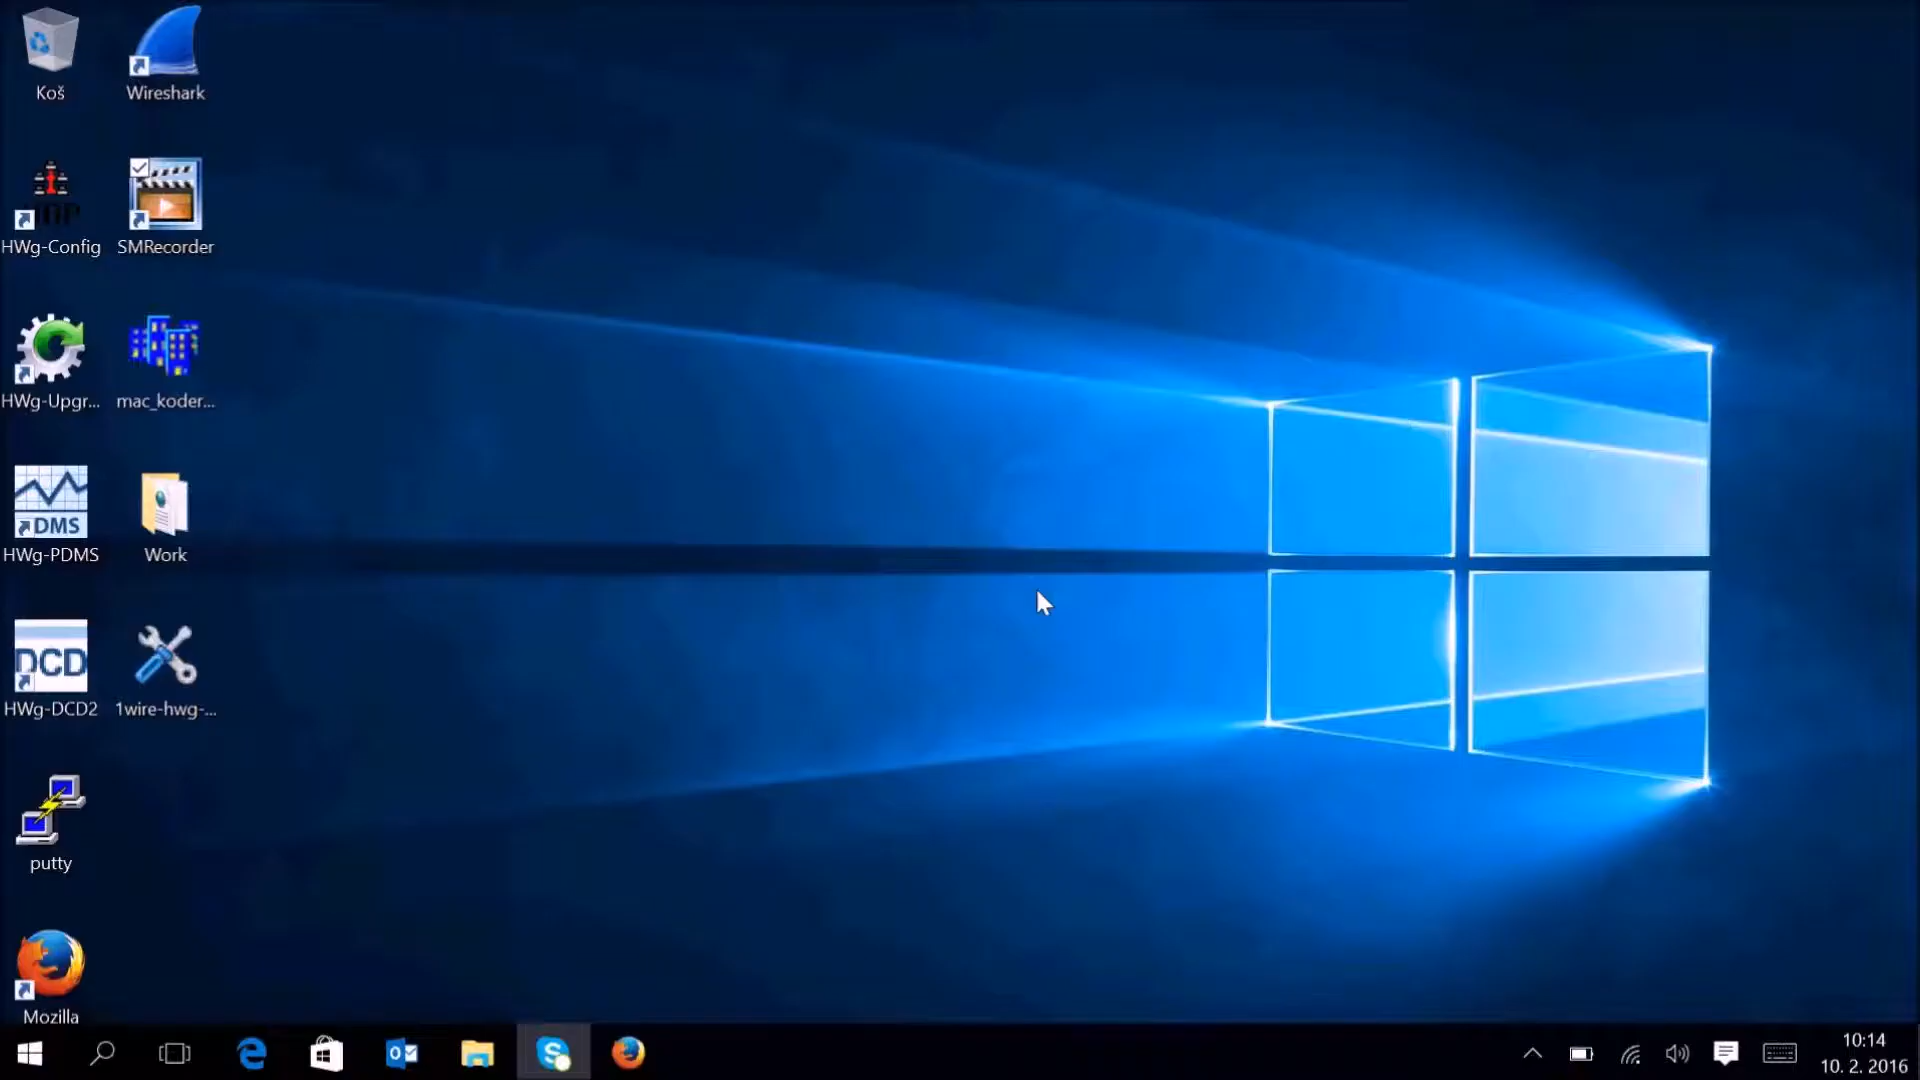 Koš
Wireshark
HWg-Config
SMRecorder
HWg-Upgr...
mac_koder...
DMS
HWg-PDMS
Work
DCD
HWg-DCD2
1wire-hwg-...
putty
Mozilla
10:14
10. 2. 2016